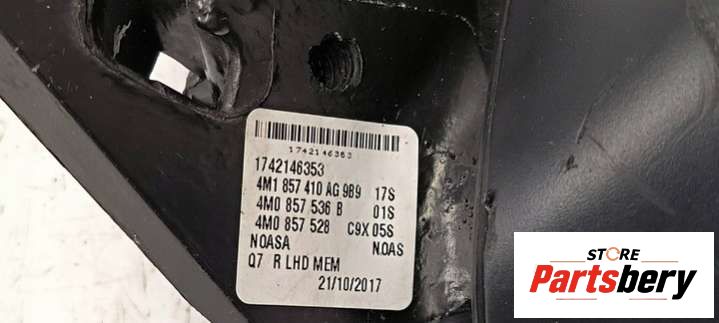 1742146353
1742146353
4M1 857 410 AG 9B9 17S
4M0 857 536 B 01S
4M0 857 528 C9X 05S
NOASA N.OAS
Q7 R LHD MEM
21/10/2017
STORE
Partsbery